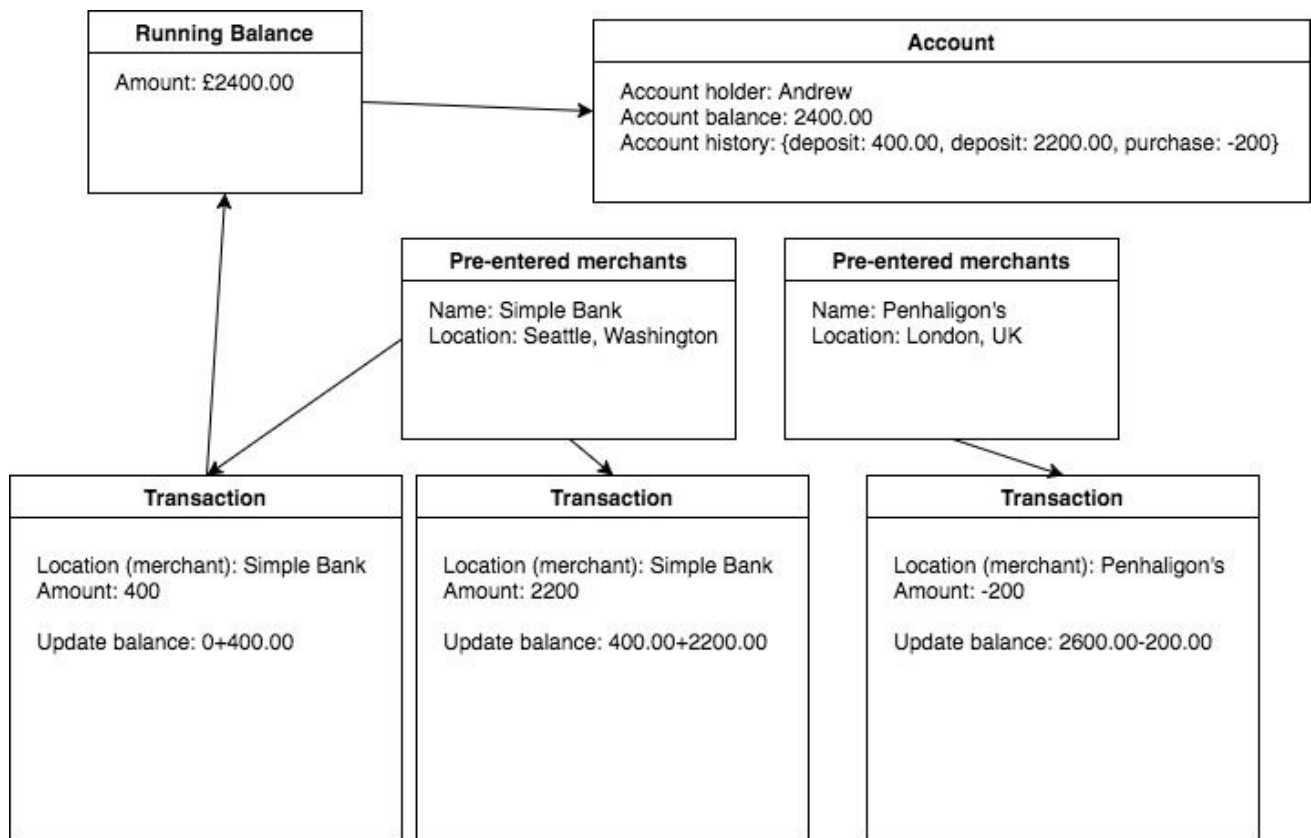 Running Balance
Amount: £2400.00
Account
Account holder: Andrew
Account balance: 2400.00
Account history: {deposit: 400.00, deposit: 2200.00, purchase: -200}
Pre-entered merchants
Name: Simple Bank
Location: Seattle, Washington
Pre-entered merchants
Name: Penhaligon's
Location: London, UK
Transaction
Location (merchant): Simple Bank
Amount: 400
Update balance: 0+400.00
Transaction
Location (merchant): Simple Bank
Amount: 2200
Update balance: 400.00+2200.00
Transaction
Location (merchant): Penhaligon's
Amount: -200
Update balance: 2600.00-200.00